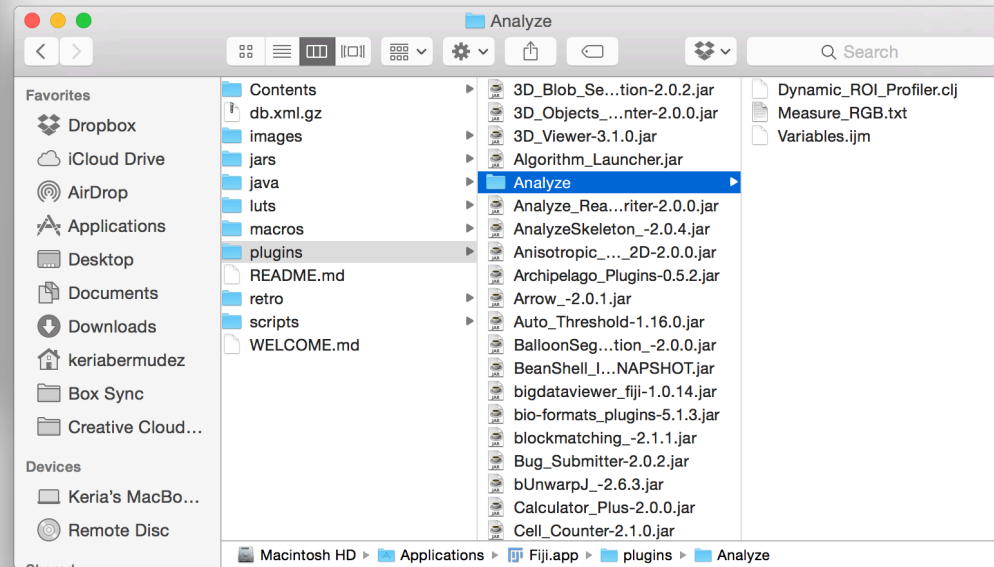 Analyze
Search
Favorites
Dropbox
iCloud Drive
AirDrop
Applications
Desktop
Documents
Downloads
keriabermudez
Box Sync
Creative Cloud…
Devices
Keria's MacBo…
Remote Disc
Contents
db.xml.gz
images
jars
java
luts
macros
plugins
README.md
retro
scripts
WELCOME.md
3D_Blob_Se…tion-2.0.2.jar
3D_Objects_…nter-2.0.0.jar
3D_Viewer-3.1.0.jar
Algorithm_Launcher.jar
Analyze
Analyze_Rea…riter-2.0.0.jar
AnalyzeSkeleton_-2.0.4.jar
Anisotropic_…_2D-2.0.0.jar
Archipelago_Plugins-0.5.2.jar
Arrow_-2.0.1.jar
Auto_Threshold-1.16.0.jar
BalloonSeg…tion_-2.0.0.jar
BeanShell_I…NAPSHOT.jar
bigdataviewer_fiji-1.0.14.jar
bio-formats_plugins-5.1.3.jar
blockmatching_-2.1.1.jar
Bug_Submitter-2.0.2.jar
bUnwarpJ_-2.6.3.jar
Calculator_Plus-2.0.0.jar
Cell_Counter-2.1.0.jar
Dynamic_ROI_Profiler.clj
Measure_RGB.txt
Variables.ijm
Macintosh HD Applications Fiji.app plugins Analyze